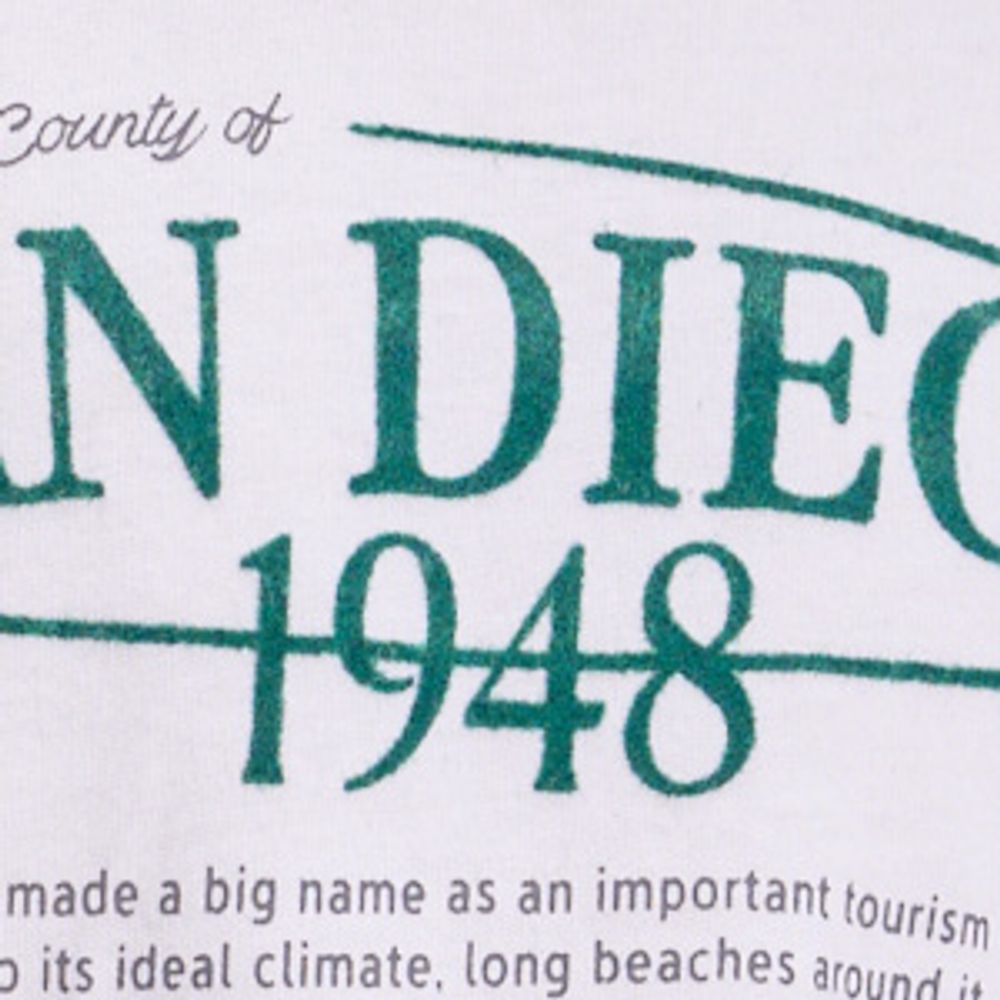 County of
AN DIEG
1948
made a big name as an important tourism
o its ideal climate, long beaches around it